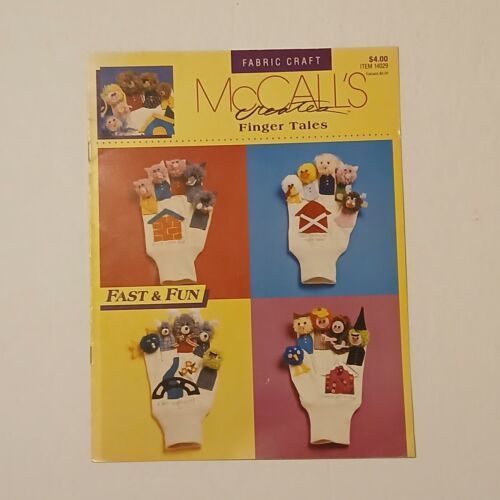 FABRIC CRAFT
$4.00
ITEM 14029
McCALL'S
creates
Finger Tales
FAST & FUN